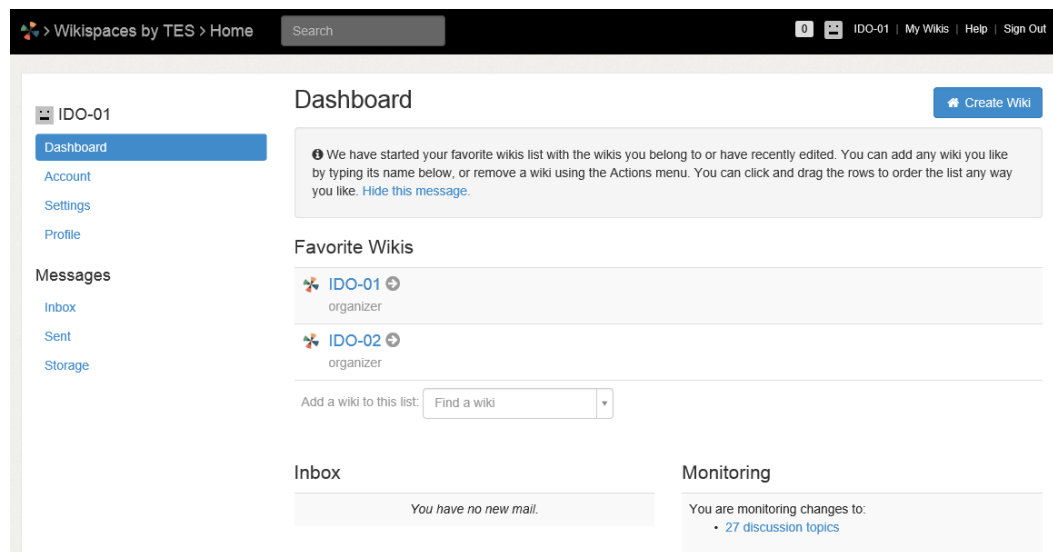 > Wikispaces by TES > Home
Search
0
IDO-01 | My Wikis | Help | Sign Out
IDO-01
Dashboard
Account
Settings
Profile
Messages
Inbox
Sent
Storage
Dashboard
Create Wiki
We have started your favorite wikis list with the wikis you belong to or have recently edited. You can add any wiki you like
by typing its name below, or remove a wiki using the Actions menu. You can click and drag the rows to order the list any way
you like. Hide this message.
Favorite Wikis
IDO-01
organizer
IDO-02
organizer
Add a wiki to this list: Find a wiki
Inbox
You have no new mail.
Monitoring
You are monitoring changes to:
• 27 discussion topics